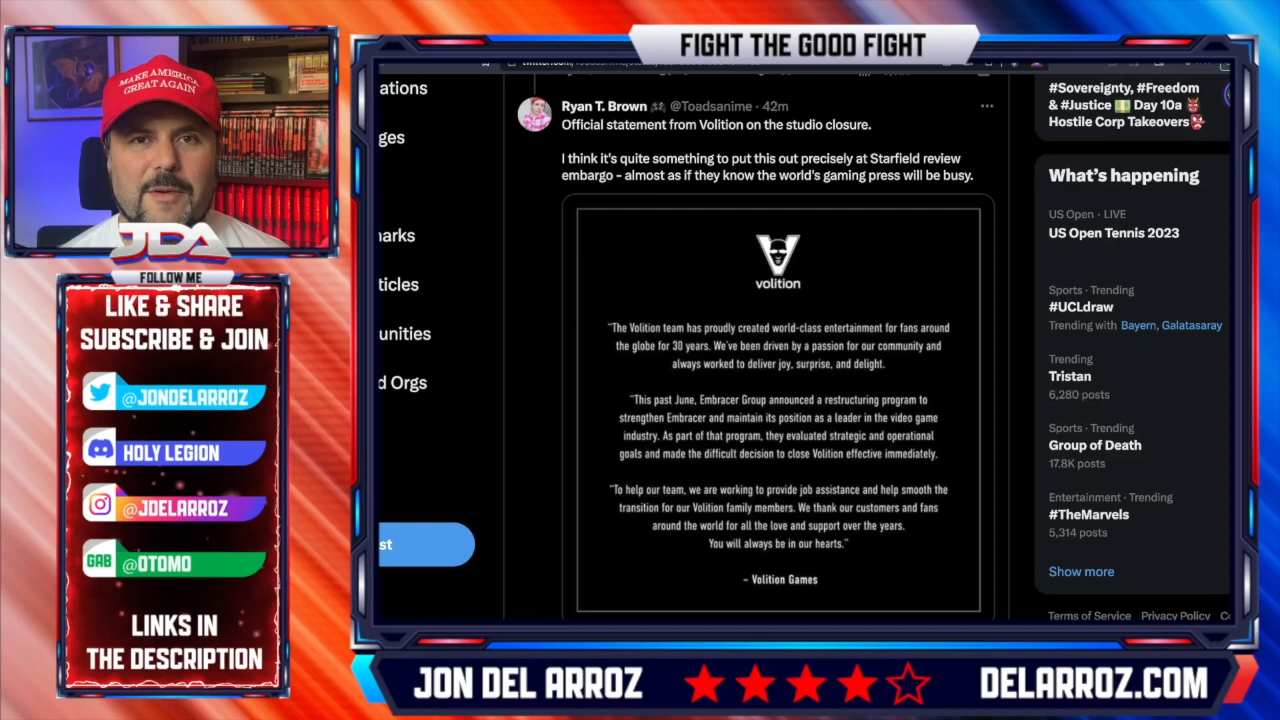 FIGHT THE GOOD FIGHT
MAKE AMERICA
GREAT AGAIN
JDA
FOLLOW ME
LIKE & SHARE
SUBSCRIBE & JOIN
@JONDELARROZ
HOLY LEGION
@JDELARROZ
GAB @OTOMO
LINKS IN
THE DESCRIPTION
ations
ges
arks
ticles
unities
d Orgs
st
Ryan T. Brown @Toadsanime · 42m
Official statement from Volition on the studio closure.
I think it's quite something to put this out precisely at Starfield review
embargo - almost as if they know the world's gaming press will be busy.
volition
"The Volition team has proudly created world-class entertainment for fans around
the globe for 30 years. We've been driven by a passion for our community and
always worked to deliver joy, surprise, and delight.
"This past June, Embracer Group announced a restructuring program to
strengthen Embracer and maintain its position as a leader in the video game
industry. As part of that program, they evaluated strategic and operational
goals and made the difficult decision to close Volition effective immediately.
"To help our team, we are working to provide job assistance and help smooth the
transition for our Volition family members. We thank our customers and fans
around the world for all the love and support over the years.
You will always be in our hearts."
– Volition Games
#Sovereignty, #Freedom
& #Justice Day 10a
Hostile Corp Takeovers
What's happening
US Open · LIVE
US Open Tennis 2023
Sports · Trending
#UCLdraw
Trending with Bayern, Galatasaray
Trending
Tristan
6,280 posts
Sports · Trending
Group of Death
17.8K posts
Entertainment · Trending
#TheMarvels
5,314 posts
Show more
Terms of Service Privacy Policy
JON DEL ARROZ
DELARROZ.COM